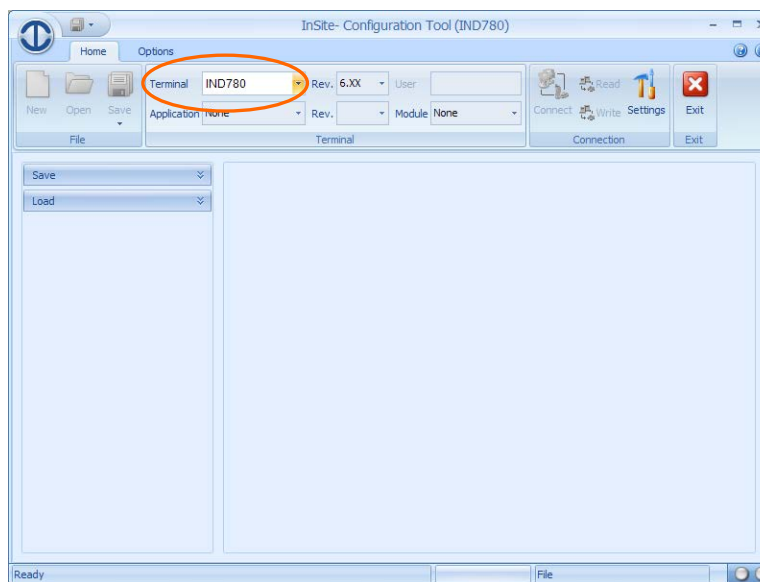 InSite- Configuration Tool (IND780)
Home Options
Terminal IND780 Rev. 6.XX User
Application None Rev. Module None
New Open Save
Connect Read Write Settings
Exit
File Terminal Connection Exit
Save
Load
Ready File